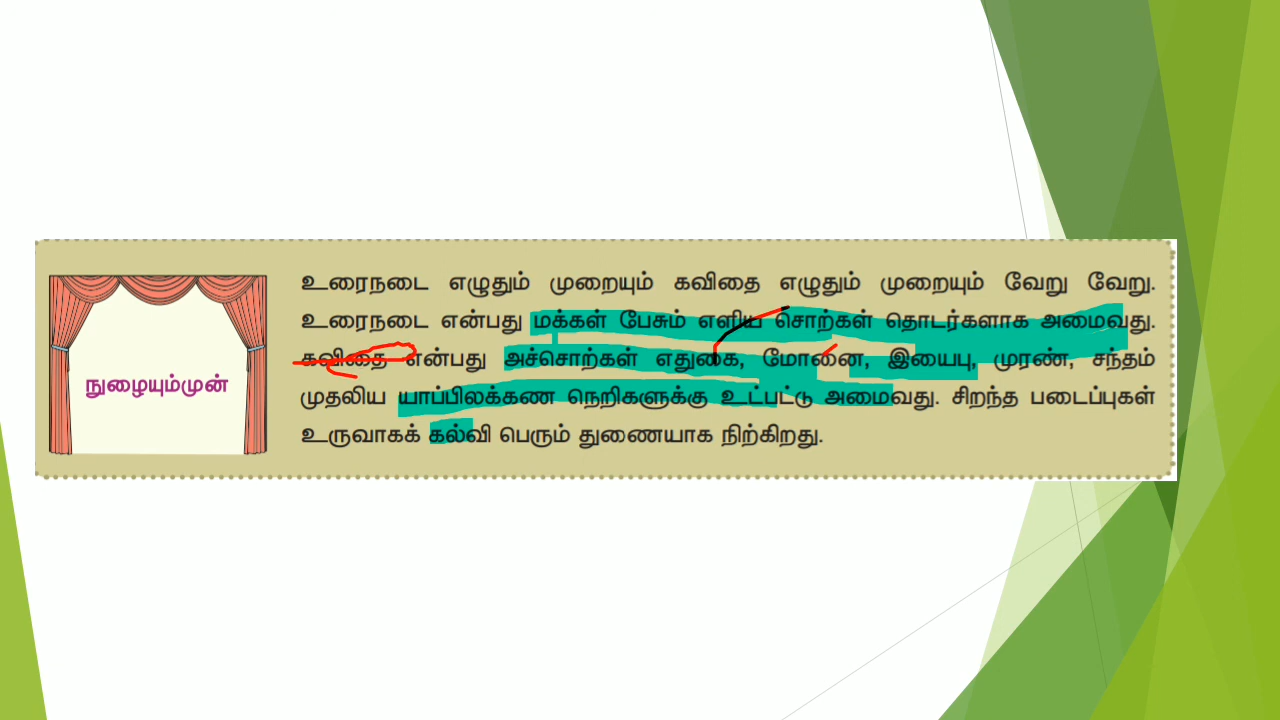 நுழையும்முன்
உரைநடை எழுதும் முறையும் கவிதை எழுதும் முறையும் வேறு வேறு.
உரைநடை என்பது மக்கள் பேசும் எளிய சொற்கள் தொடர்களாக அமைவது.
கவிதை என்பது அச்சொற்கள் எதுகை, மோனை, இயைபு, முரண், சந்தம்
முதலிய யாப்பிலக்கண நெறிகளுக்கு உட்பட்டு அமைவது. சிறந்த படைப்புகள்
உருவாகக் கல்வி பெரும் துணையாக நிற்கிறது.